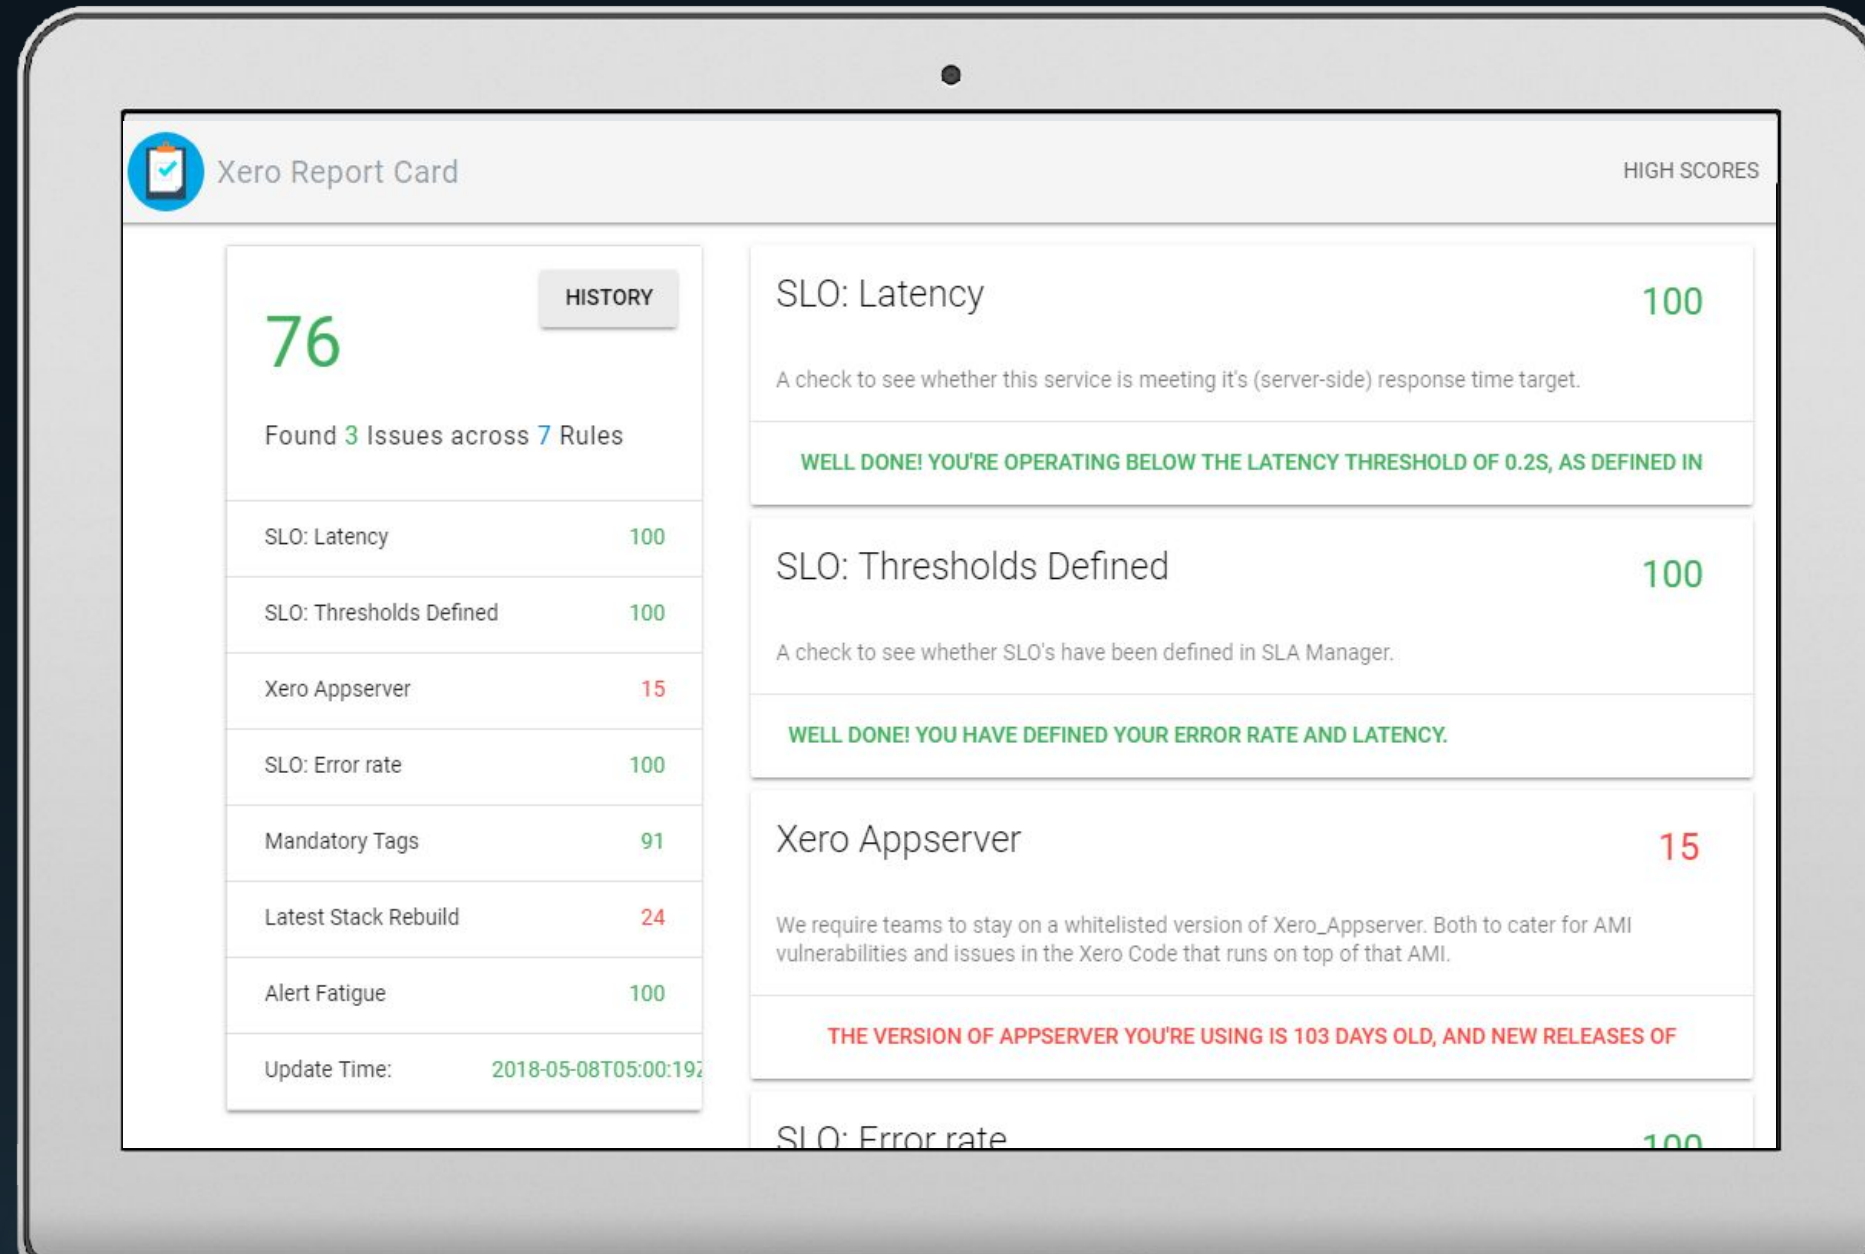 Xero Report Card
HIGH SCORES
HISTORY
76
Found 3 Issues across 7 Rules
SLO: Latency 100
SLO: Thresholds Defined 100
Xero Appserver 15
SLO: Error rate 100
Mandatory Tags 91
Latest Stack Rebuild 24
Alert Fatigue 100
Update Time: 2018-05-08T05:00:19Z
SLO: Latency 100
A check to see whether this service is meeting it's (server-side) response time target.
WELL DONE! YOU'RE OPERATING BELOW THE LATENCY THRESHOLD OF 0.2S, AS DEFINED IN
SLO: Thresholds Defined 100
A check to see whether SLO's have been defined in SLA Manager.
WELL DONE! YOU HAVE DEFINED YOUR ERROR RATE AND LATENCY.
Xero Appserver 15
We require teams to stay on a whitelisted version of Xero_Appserver. Both to cater for AMI
vulnerabilities and issues in the Xero Code that runs on top of that AMI.
THE VERSION OF APPSERVER YOU'RE USING IS 103 DAYS OLD, AND NEW RELEASES OF
SLO: Error rate 100